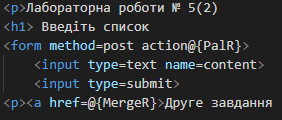 <p>Лабораторна роботи № 5(2)
<h1> Введіть список
<form method=post action@{PalR}>
<input type=text name=content>
<input type=submit>
<p><a href=@{MergeR}>Друге завдання